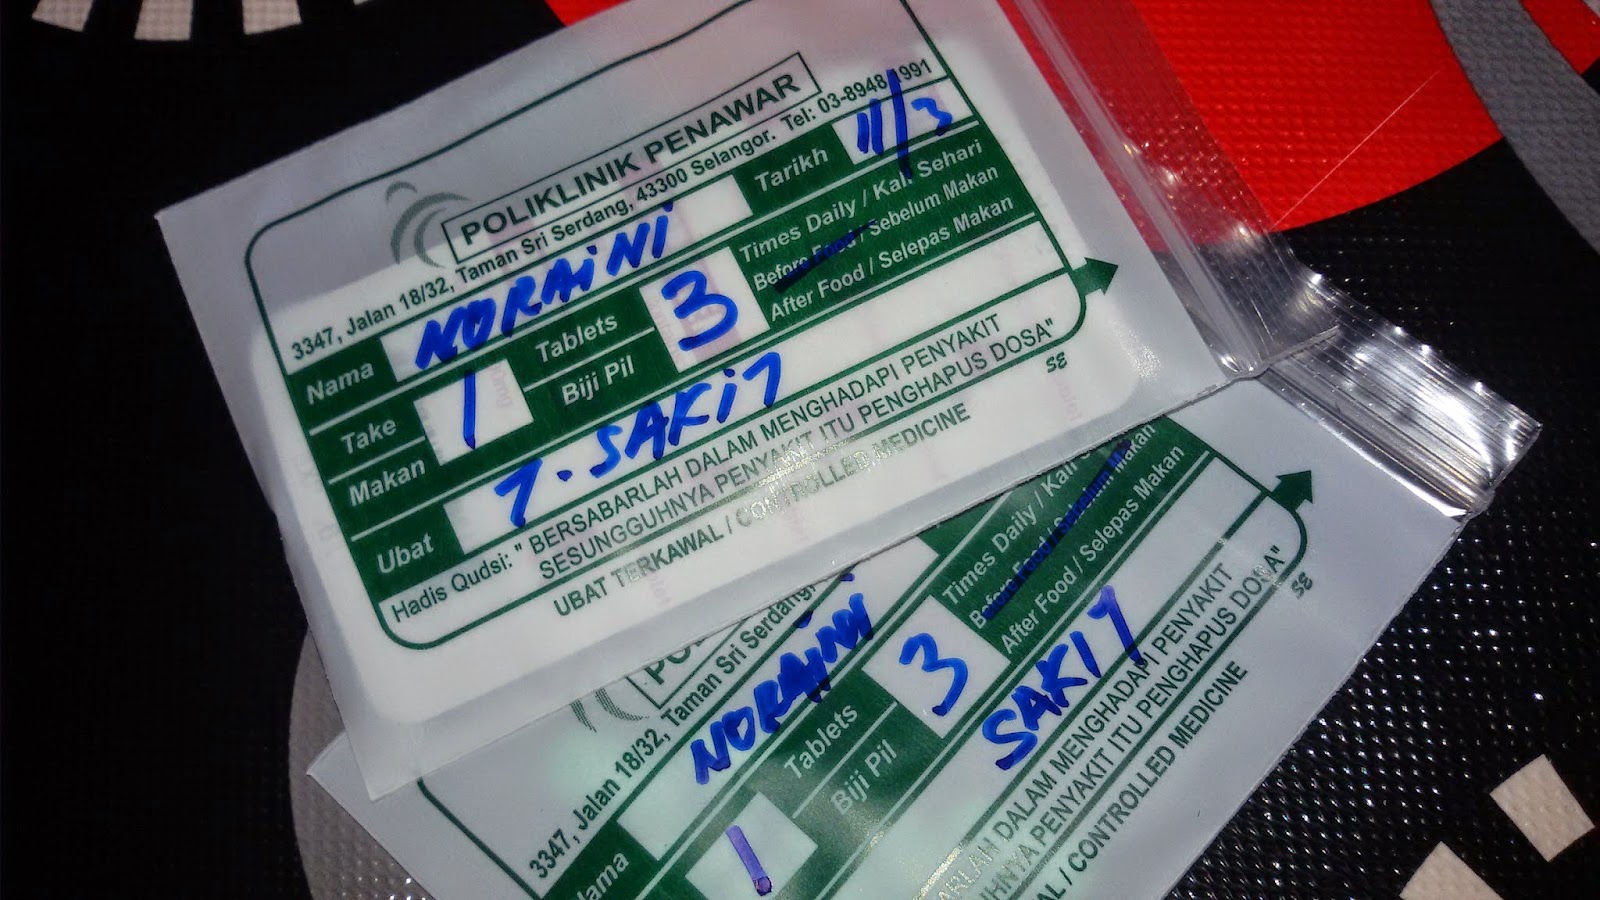 POLIKLINIK PENAWAR
3347, Jalan 18/32, Taman Sri Serdang, 43300 Selangor. Tel: 03-8948 1991
Nama NORAiNi Tarikh 11/3
Take 1 Tablets 3 Times Daily / Kali Sehari
Before Food / Sebelum Makan
Makan Biji Pil After Food / Selepas Makan
Ubat T. SAKiT
Hadis Qudsi: " BERSABARLAH DALAM MENGHADAPI PENYAKIT
SESUNGGUHNYA PENYAKIT ITU PENGHAPUS DOSA"
UBAT TERKAWAL / CONTROLLED MEDICINE
SS
3347, Jalan 18/32, Taman Sri Serdang,
Nama NORAiNi
1 Tablets 3 Times Daily / Kali
Before Food / Sebelum Makan
Biji Pil After Food / Selepas Makan
SAKIT
DALAM MENGHADAPI PENYAKIT
PENYAKIT ITU PENGHAPUS DOSA"
/ CONTROLLED MEDICINE
SS